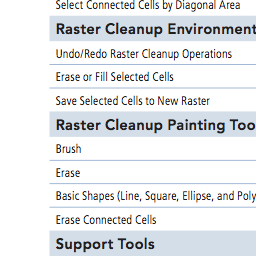 Select Connected Cells by Diagonal Area
Raster Cleanup Environment
Undo/Redo Raster Cleanup Operations
Erase or Fill Selected Cells
Save Selected Cells to New Raster
Raster Cleanup Painting Too
Brush
Erase
Basic Shapes (Line, Square, Ellipse, and Poly
Erase Connected Cells
Support Tools